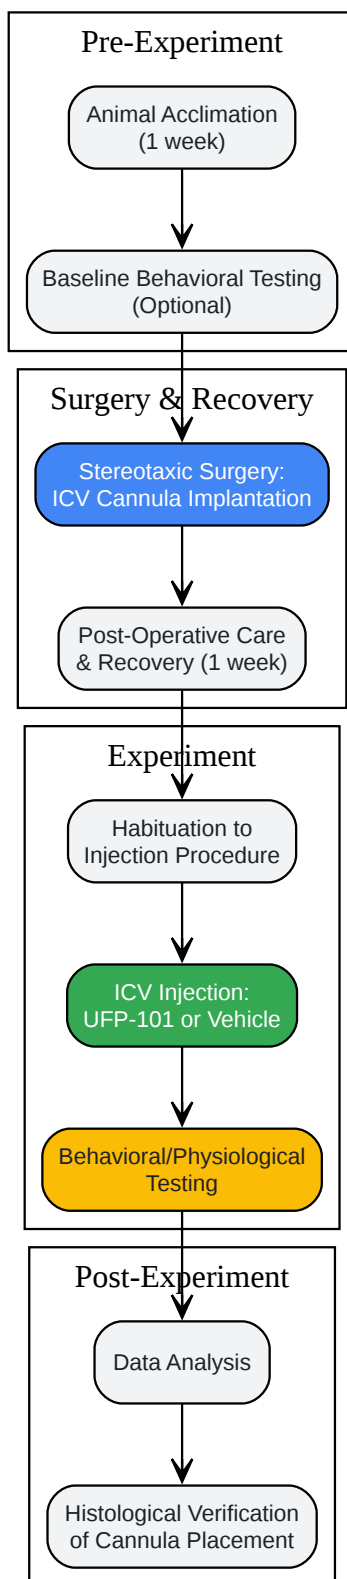 Pre-Experiment
Animal Acclimation
(1 week)
Baseline Behavioral Testing
(Optional)
Surgery & Recovery
Stereotaxic Surgery:
ICV Cannula Implantation
Post-Operative Care
& Recovery (1 week)
Experiment
Habituation to
Injection Procedure
ICV Injection:
UFP-101 or Vehicle
Behavioral/Physiological
Testing
Post-Experiment
Data Analysis
Histological Verification
of Cannula Placement